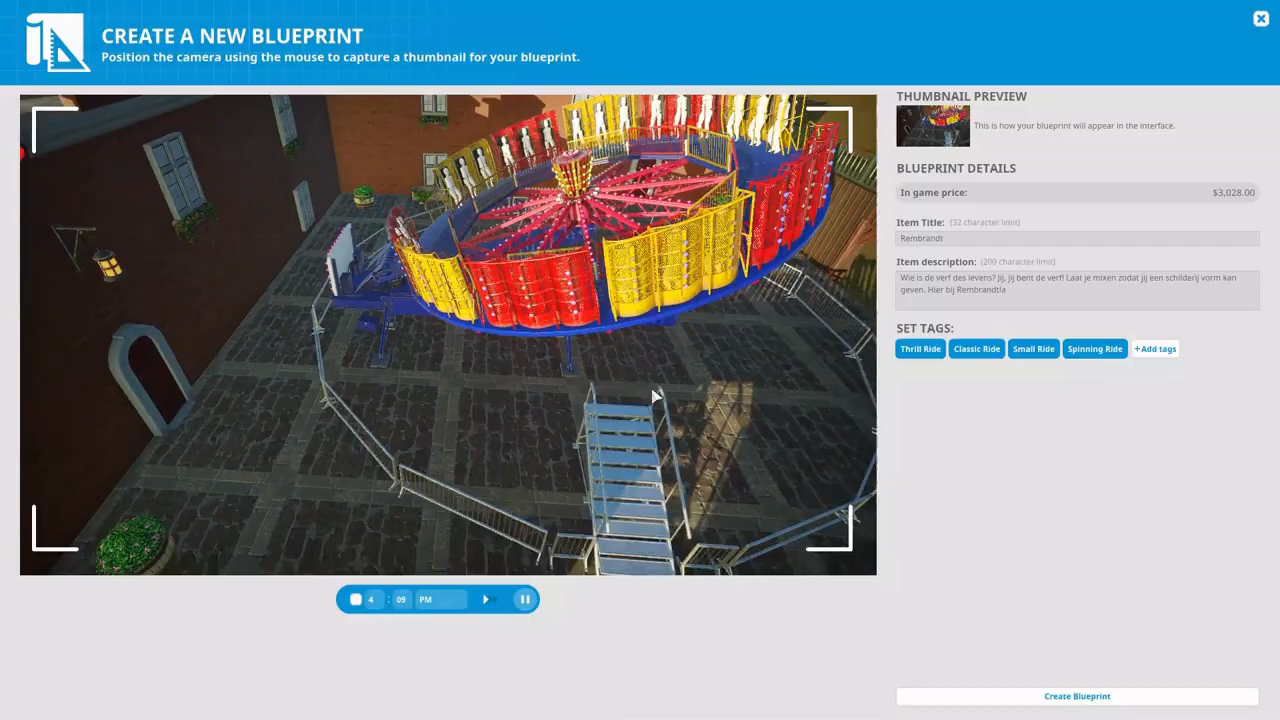 CREATE A NEW BLUEPRINT
Position the camera using the mouse to capture a thumbnail for your blueprint.
THUMBNAIL PREVIEW
This is how your blueprint will appear in the interface.
BLUEPRINT DETAILS
In game price: $3,028.00
Item Title: (32 character limit)
Rembrandt
Item description: (200 character limit)
Wie is de verf des levens? Jij, jij bent de verf! Laat je mixen zodat jij een schilderij vorm kan
geven. Hier bij Rembrandt!a
SET TAGS:
Thrill Ride Classic Ride Small Ride Spinning Ride +Add tags
4 : 09 PM
Create Blueprint